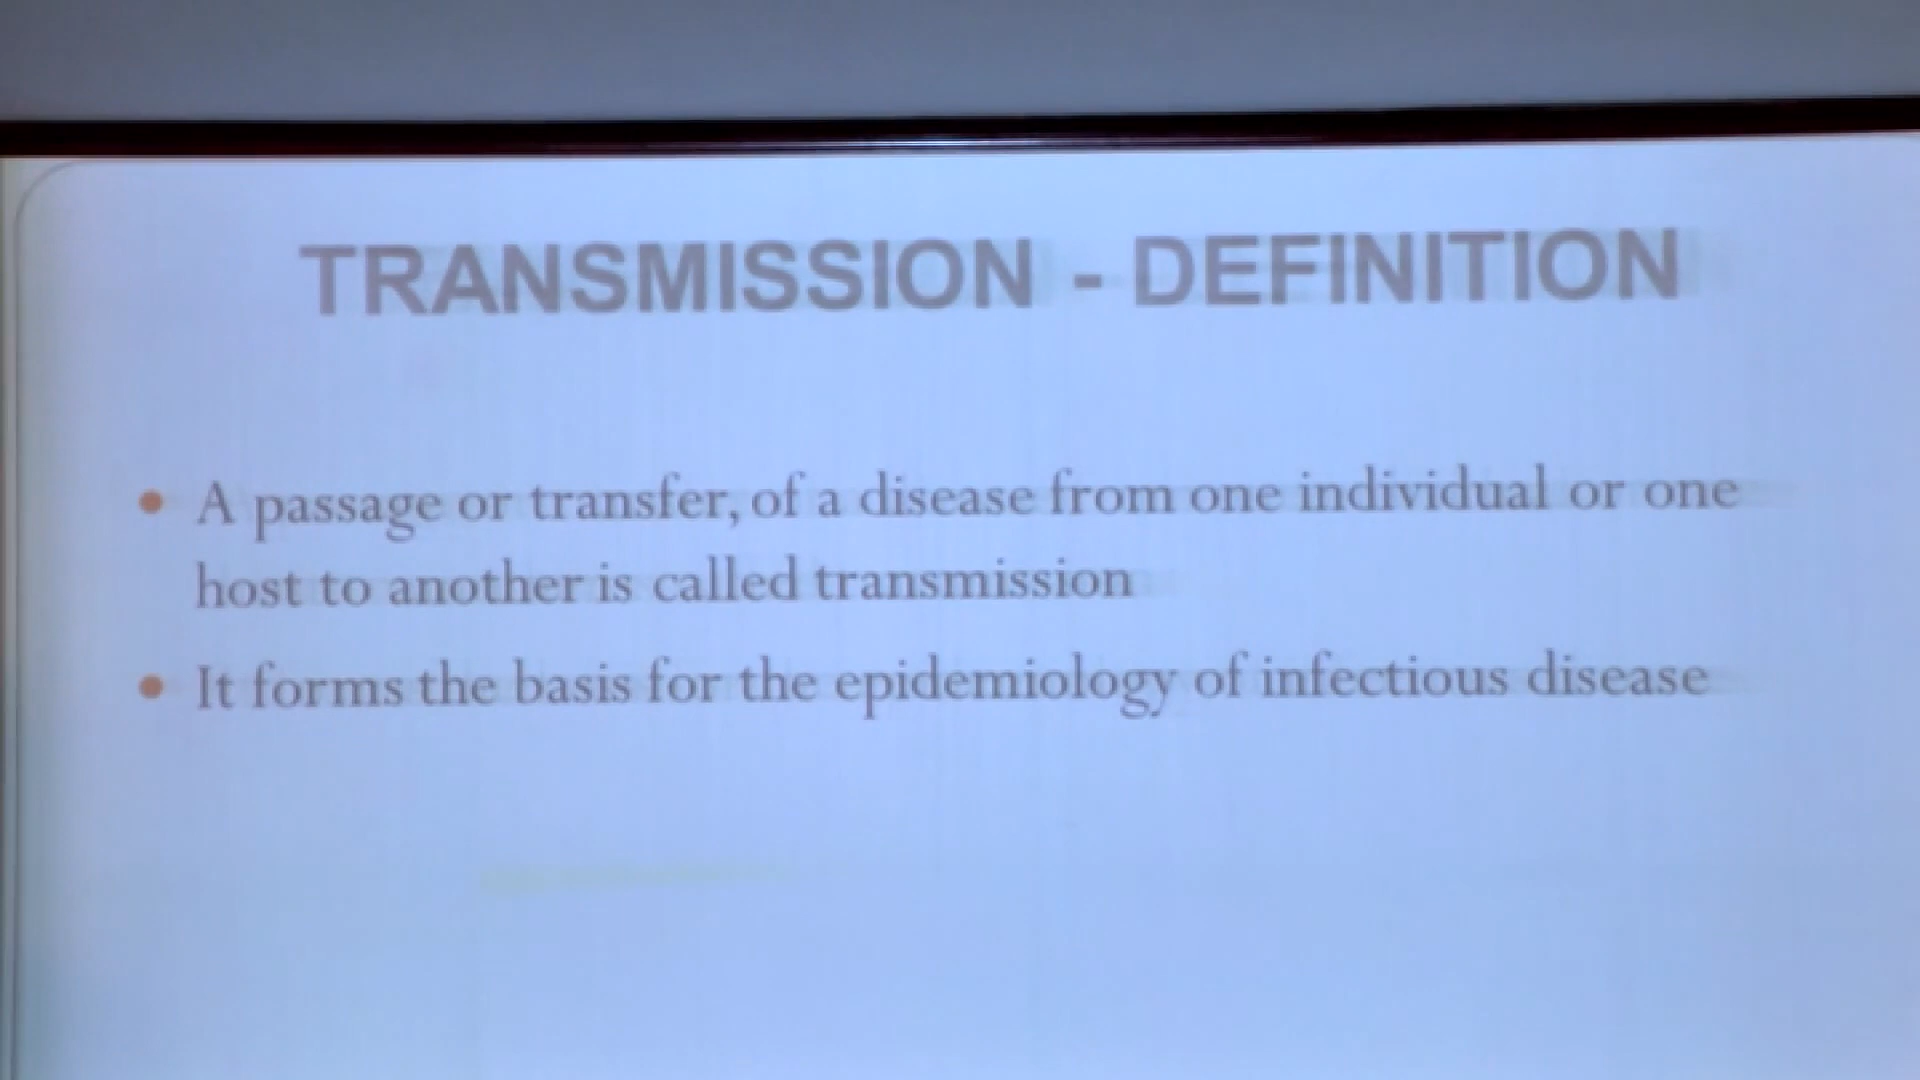 TRANSMISSION - DEFINITION
• A passage or transfer, of a disease from one individual or one
host to another is called transmission
• It forms the basis for the epidemiology of infectious disease